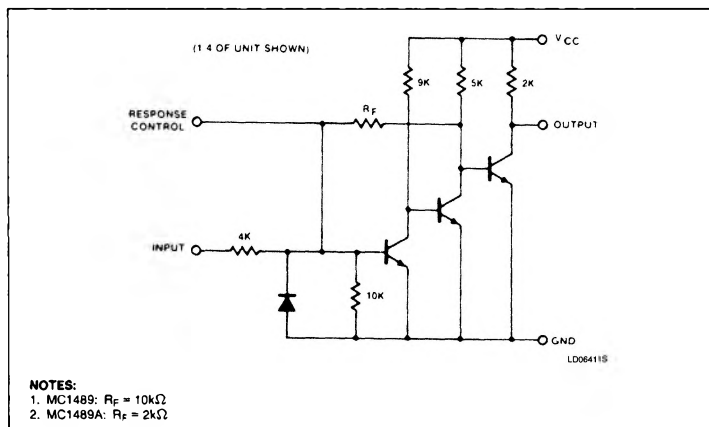 (1 4 OF UNIT SHOWN)
VCC
9K
5K
2K
RF
RESPONSE
CONTROL
OUTPUT
4K
INPUT
10K
GND
LD06411S
NOTES:
1. MC1489: RF = 10kΩ
2. MC1489A: RF = 2kΩ